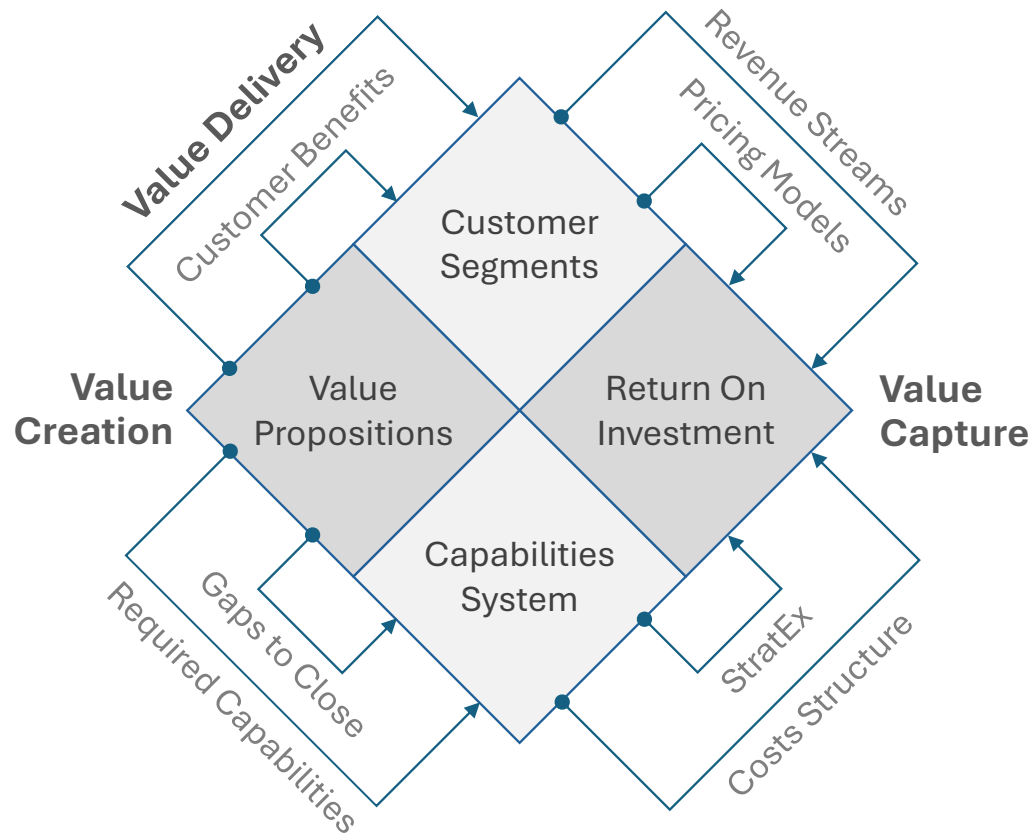 Value Delivery
Customer Benefits
Revenue Streams
Pricing Models
Customer
Segments
Value
Creation
Value
Propositions
Return On
Investment
Value
Capture
Capabilities
System
Gaps to Close
Required Capabilities
StratEx
Costs Structure